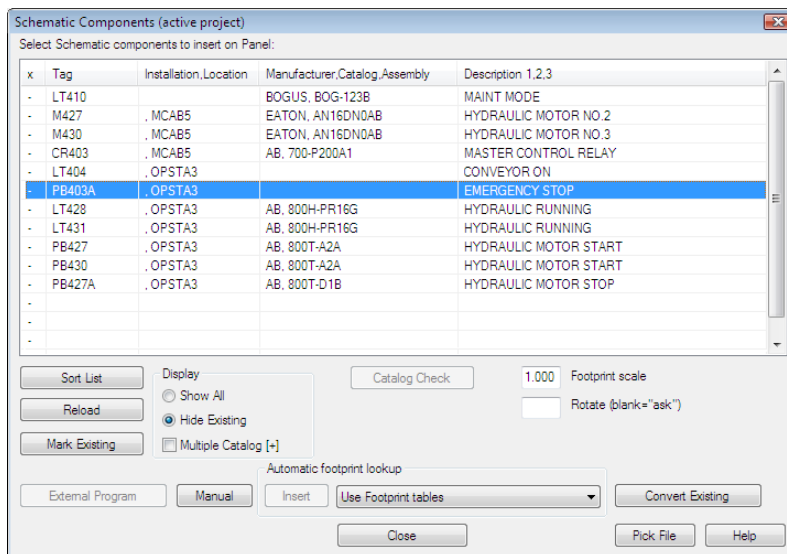 Schematic Components (active project)
Select Schematic components to insert on Panel:
x Tag Installation,Location Manufacturer,Catalog,Assembly Description 1,2,3
- LT410 BOGUS, BOG-123B MAINT MODE
- M427 , MCAB5 EATON, AN16DN0AB HYDRAULIC MOTOR NO.2
- M430 , MCAB5 EATON, AN16DN0AB HYDRAULIC MOTOR NO.3
- CR403 , MCAB5 AB, 700-P200A1 MASTER CONTROL RELAY
- LT404 , OPSTA3 CONVEYOR ON
- PB403A , OPSTA3 EMERGENCY STOP
- LT428 , OPSTA3 AB, 800H-PR16G HYDRAULIC RUNNING
- LT431 , OPSTA3 AB, 800H-PR16G HYDRAULIC RUNNING
- PB427 , OPSTA3 AB, 800T-A2A HYDRAULIC MOTOR START
- PB430 , OPSTA3 AB, 800T-A2A HYDRAULIC MOTOR START
- PB427A , OPSTA3 AB, 800T-D1B HYDRAULIC MOTOR STOP
-
-
-
Sort List
Reload
Mark Existing
Display
Show All
Hide Existing
Multiple Catalog [+]
Catalog Check
1.000 Footprint scale
Rotate (blank="ask")
Automatic footprint lookup
External Program Manual Insert Use Footprint tables Convert Existing
Close Pick File Help